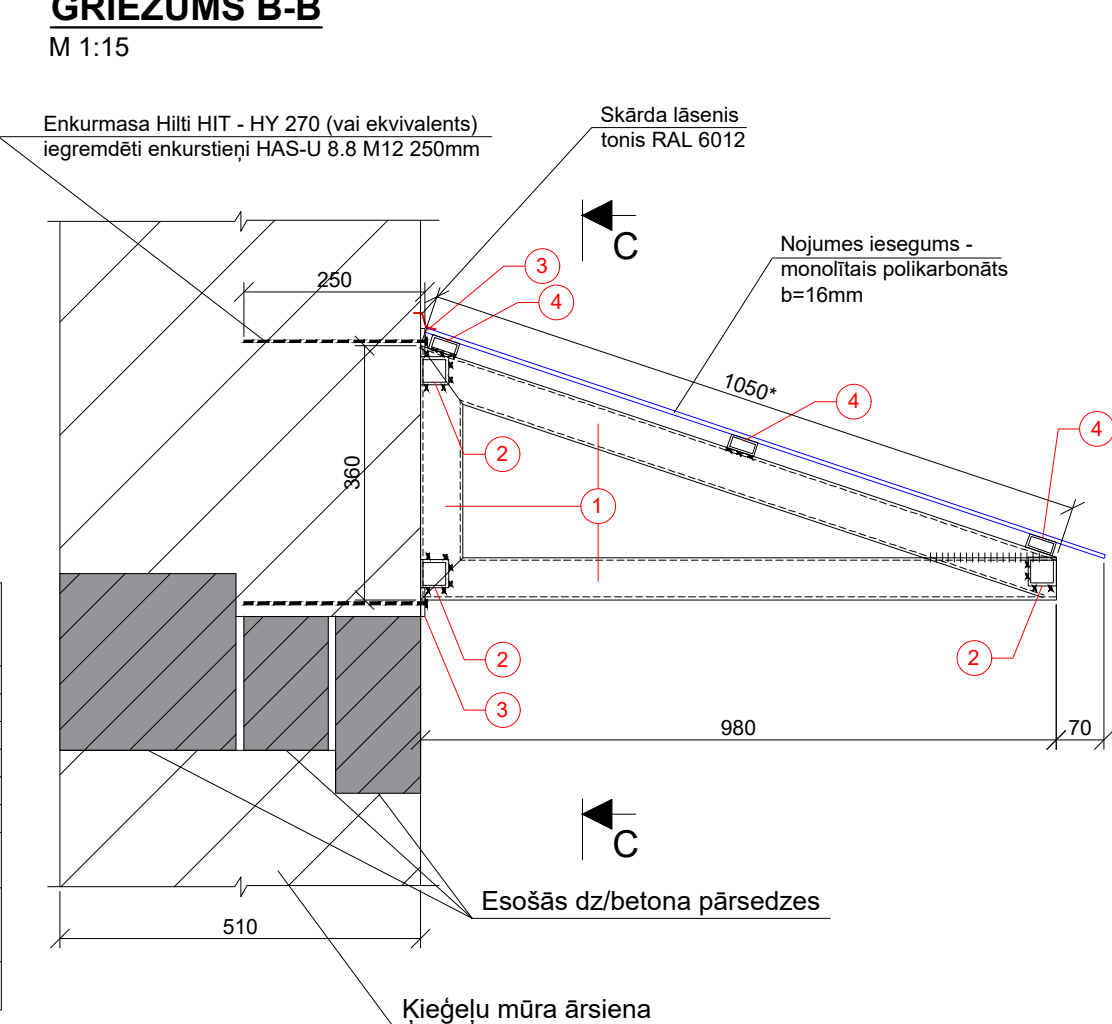 GRIEZUMS B-B
M 1:15
Enkurmasa Hilti HIT - HY 270 (vai ekvivalents)
iegremdēti enkurstieņi HAS-U 8.8 M12 250mm
Skārda lāsenis
tonis RAL 6012
C
Nojumes iesegums -
monolītais polikarbonāts
b=16mm
3
250
4
1050*
4
4
2
360
1
2
2
3
980
70
C
Esošās dz/betona pārsedzes
510
Ķieģeļu mūra ārsiena